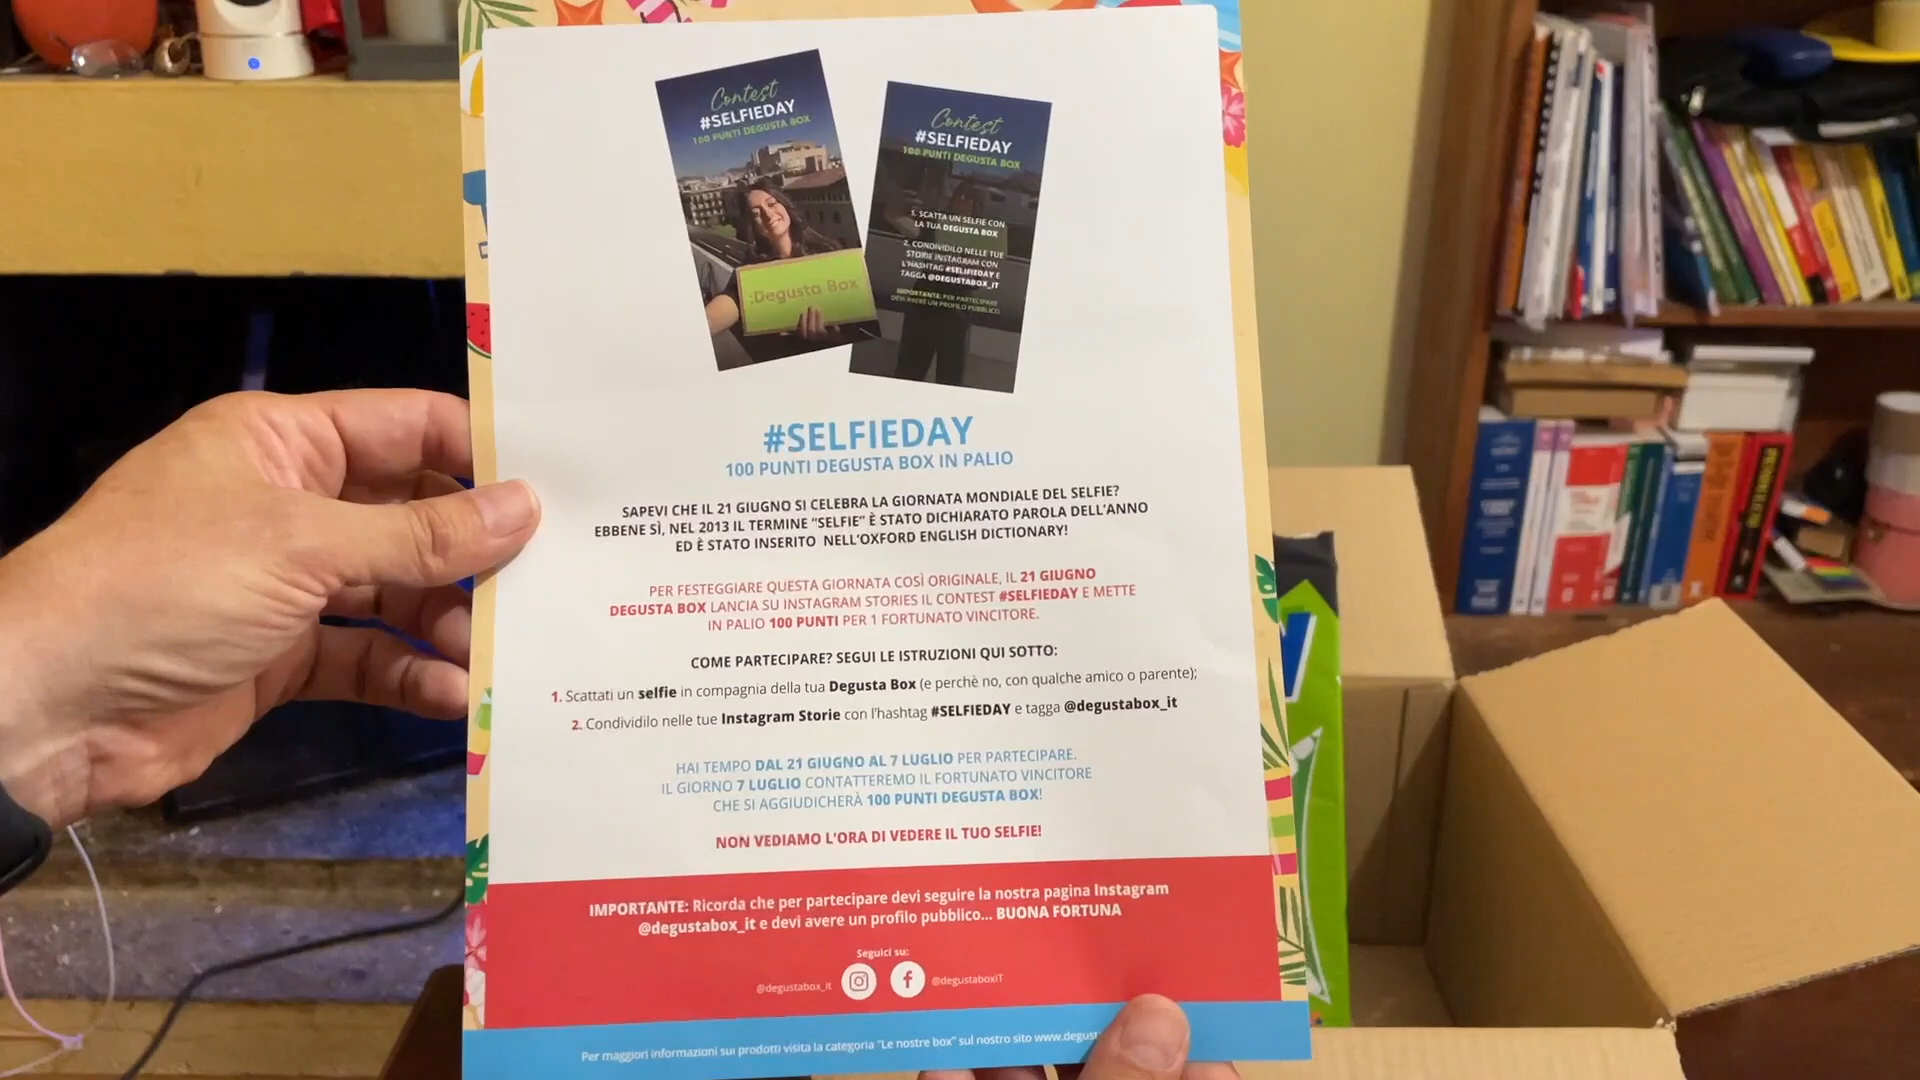 Contest
#SELFIEDAY
100 PUNTI DEGUSTA BOX
:Degusta Box
Contest
#SELFIEDAY
100 PUNTI DEGUSTA BOX
1. SCATTA UN SELFIE CON
LA TUA DEGUSTA BOX
2. CONDIVIDILO NELLE TUE
STORIE INSTAGRAM CON
L'HASHTAG #SELFIEDAY E
TAGGA @DEGUSTABOX_IT
IMPORTANTE: PER PARTECIPARE
DEVI AVERE UN PROFILO PUBBLICO
#SELFIEDAY
100 PUNTI DEGUSTA BOX IN PALIO
SAPEVI CHE IL 21 GIUGNO SI CELEBRA LA GIORNATA MONDIALE DEL SELFIE?
EBBENE SÌ, NEL 2013 IL TERMINE "SELFIE" È STATO DICHIARATO PAROLA DELL'ANNO
ED È STATO INSERITO NELL'OXFORD ENGLISH DICTIONARY!
PER FESTEGGIARE QUESTA GIORNATA COSÌ ORIGINALE, IL 21 GIUGNO
DEGUSTA BOX LANCIA SU INSTAGRAM STORIES IL CONTEST #SELFIEDAY E METTE
IN PALIO 100 PUNTI PER 1 FORTUNATO VINCITORE.
COME PARTECIPARE? SEGUI LE ISTRUZIONI QUI SOTTO:
1. Scattati un selfie in compagnia della tua Degusta Box (e perchè no, con qualche amico o parente);
2. Condividilo nelle tue Instagram Storie con l'hashtag #SELFIEDAY e tagga @degustabox_it
HAI TEMPO DAL 21 GIUGNO AL 7 LUGLIO PER PARTECIPARE.
IL GIORNO 7 LUGLIO CONTATTEREMO IL FORTUNATO VINCITORE
CHE SI AGGIUDICHERÀ 100 PUNTI DEGUSTA BOX!
NON VEDIAMO L'ORA DI VEDERE IL TUO SELFIE!
IMPORTANTE: Ricorda che per partecipare devi seguire la nostra pagina Instagram
@degustabox_it e devi avere un profilo pubblico... BUONA FORTUNA
Seguici su:
@degustabox_it
@degustaboxIT
Per maggiori informazioni sui prodotti visita la categoria "Le nostre box" sul nostro sito www.degust